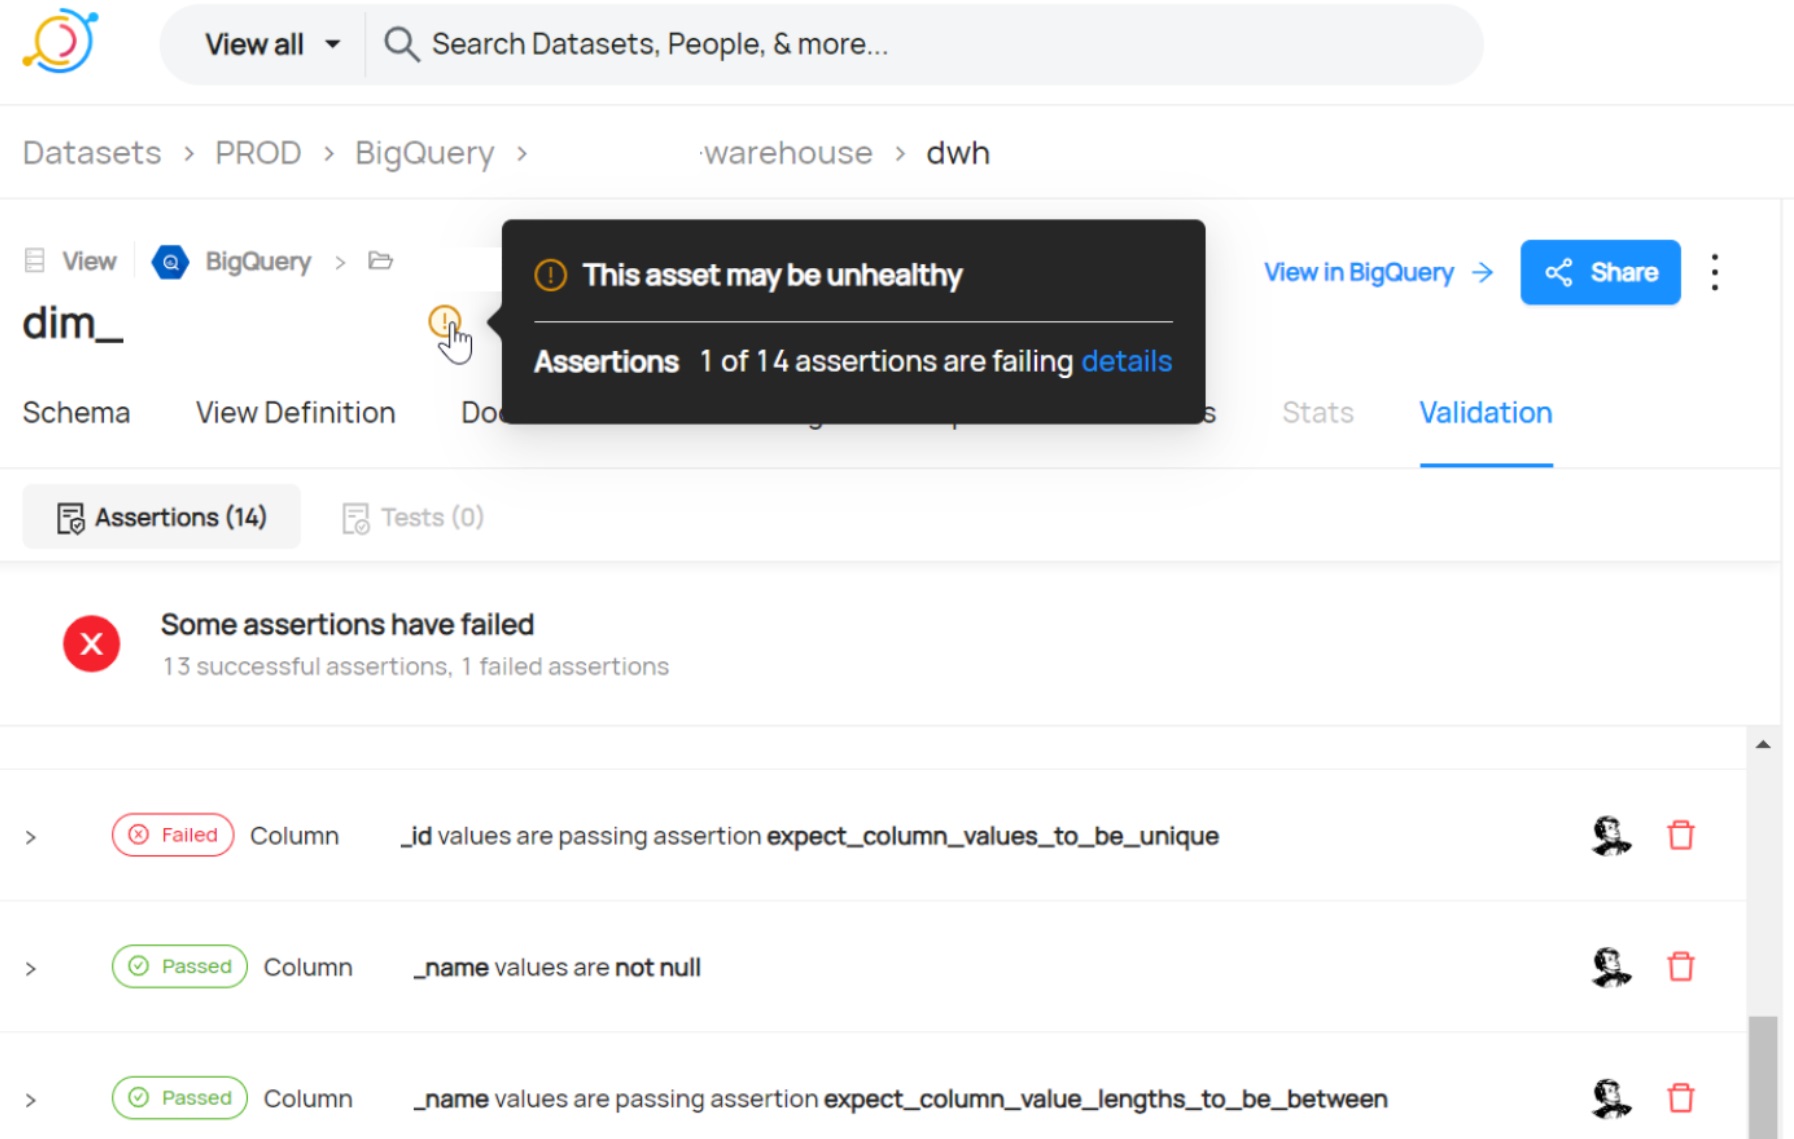 View all Search Datasets, People, & more...
Datasets > PROD > BigQuery > -warehouse > dwh
View BigQuery >
This asset may be unhealthy
View in BigQuery → Share
dim_
Assertions 1 of 14 assertions are failing details
Schema View Definition Doc s Stats Validation
Assertions (14) Tests (0)
Some assertions have failed
13 successful assertions, 1 failed assertions
> Failed Column _id values are passing assertion expect_column_values_to_be_unique
> Passed Column _name values are not null
> Passed Column _name values are passing assertion expect_column_value_lengths_to_be_between